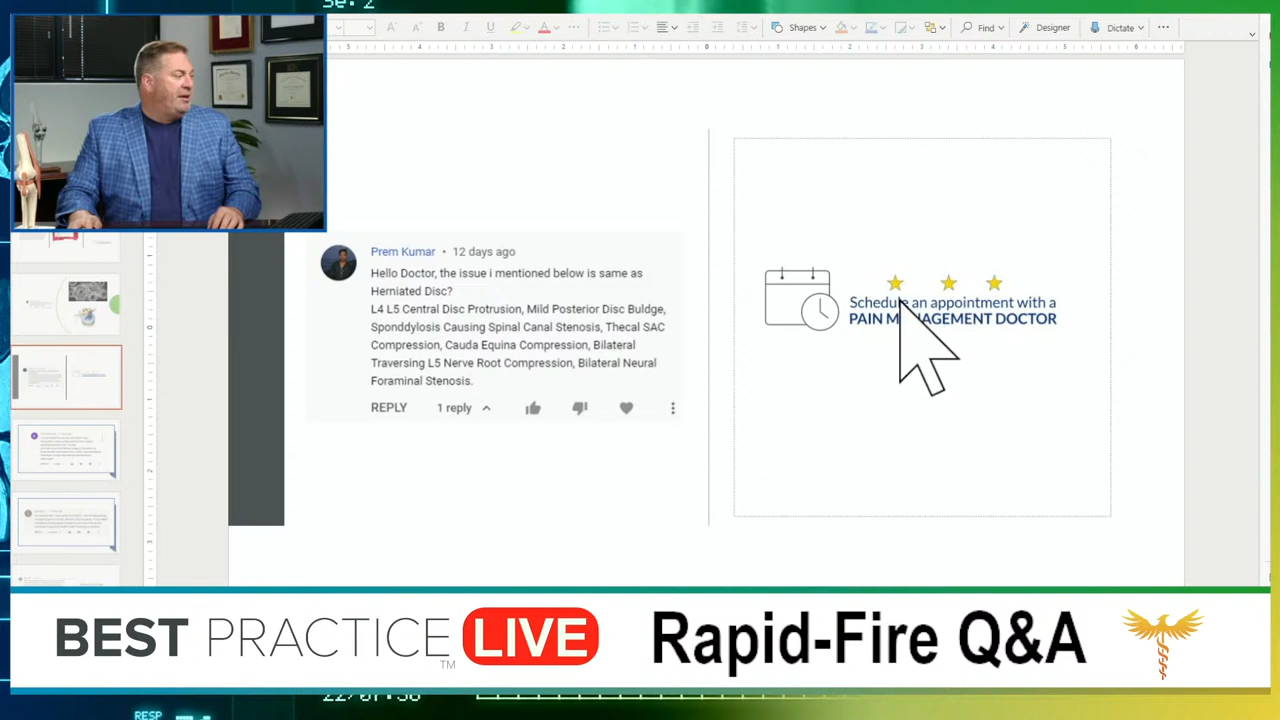 Shapes
Find
Designer
Dictate
Prem Kumar • 12 days ago
Hello Doctor, the issue i mentioned below is same as
Herniated Disc?
L4 L5 Central Disc Protrusion, Mild Posterior Disc Buldge,
Sponddylosis Causing Spinal Canal Stenosis, Thecal SAC
Compression, Cauda Equina Compression, Bilateral
Traversing L5 Nerve Root Compression, Bilateral Neural
Foraminal Stenosis.
REPLY 1 reply
Schedule an appointment with a
PAIN MANAGEMENT DOCTOR
BEST PRACTICE LIVE
TM
Rapid-Fire Q&A
RESP